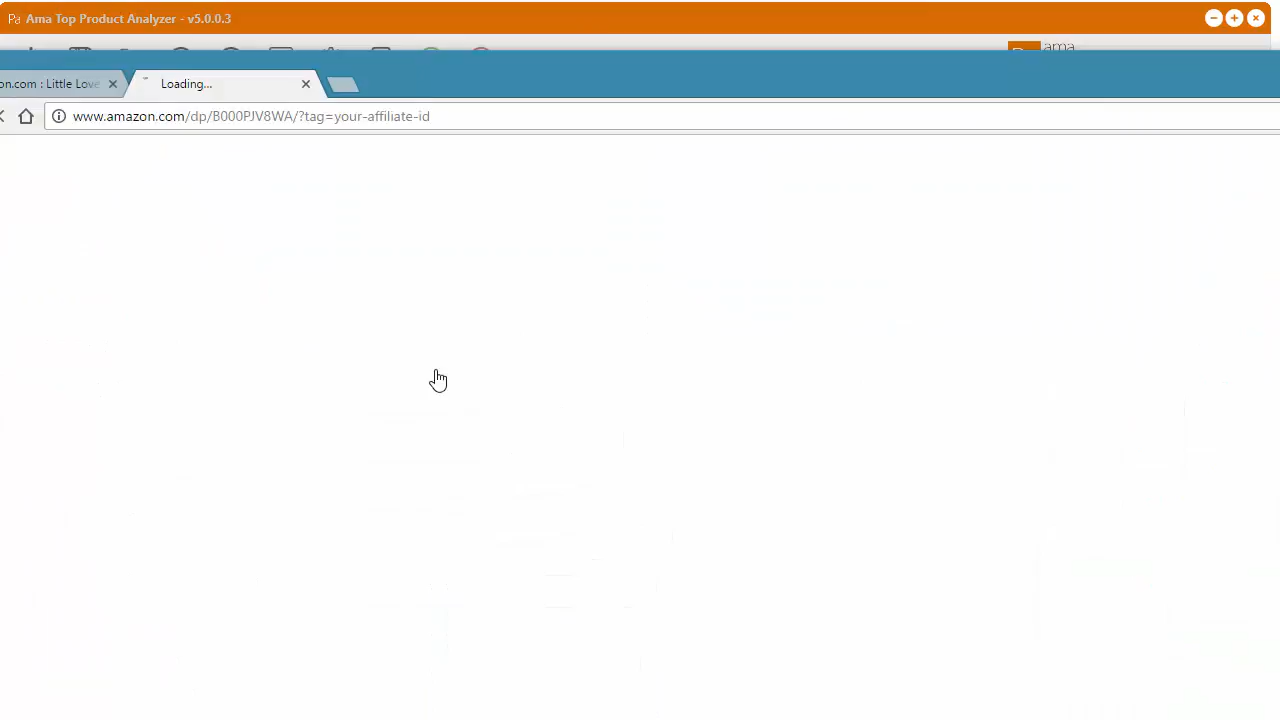 Pa Ama Top Product Analyzer - v5.0.0.3
ama
on.com : Little Love
Loading...
www.amazon.com/dp/B000PJV8WA/?tag=your-affiliate-id